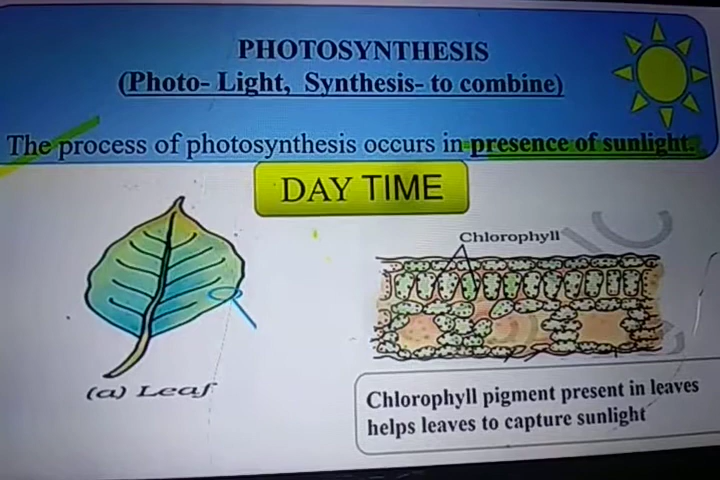 PHOTOSYNTHESIS
(Photo- Light, Synthesis- to combine)
The process of photosynthesis occurs in presence of sunlight.
DAY TIME
Chlorophyll
(a) Leaf
Chlorophyll pigment present in leaves
helps leaves to capture sunlight